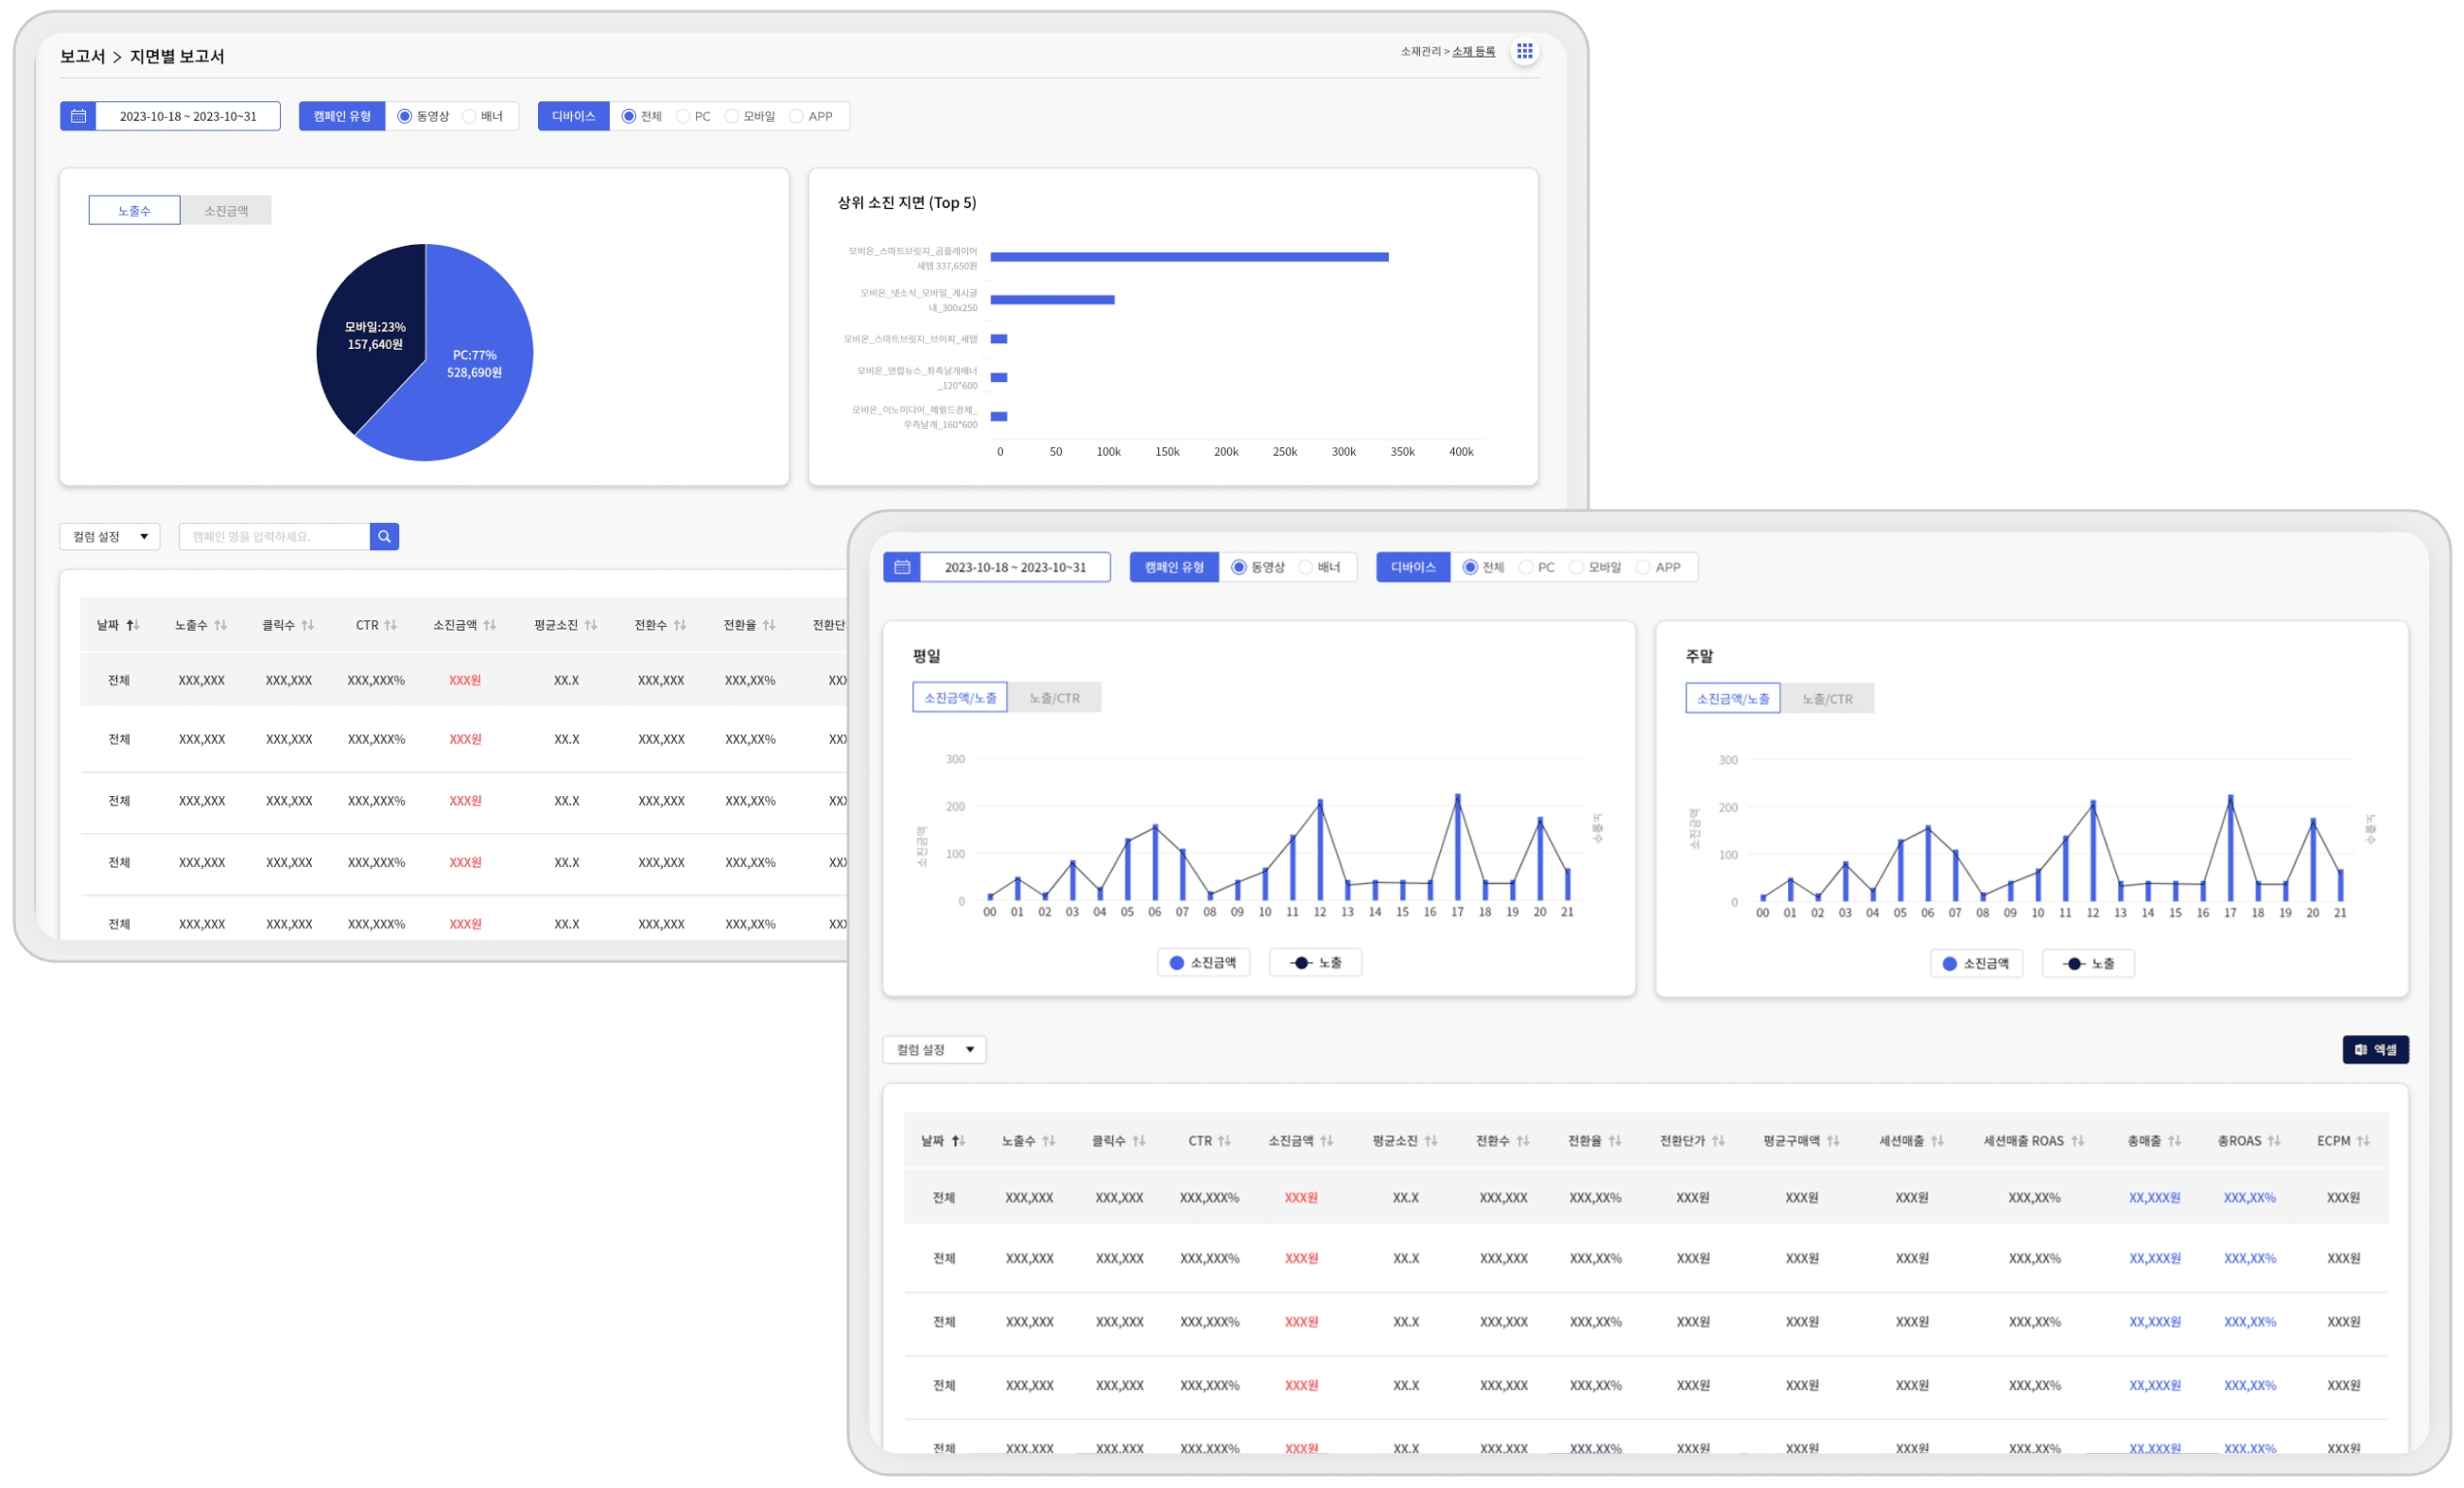 보고서 > 지면별 보고서
소재관리 > 소재 등록
2023-10-18 ~ 2023-10~31
캠페인 유형 동영상 배너
디바이스 전체 PC 모바일 APP
노출수 소진금액
모바일:23%
157,640원
PC:77%
528,690원
상위 소진 지면 (Top 5)
모비온_스마트브릿지_곰플레이어
새탭 337,650원
모비온_넷소식_모바일_게시글
내_300x250
모비온_스마트브릿지_브이피_새탭
모비온_연합뉴스_좌측날개배너
_120*600
모비온_이노미디어_헤럴드경제_
우측날개_160*600
0 50 100k 150k 200k 250k 300k 350k 400k
컬럼 설정
캠페인 명을 입력하세요.
날짜 노출수 클릭수 CTR 소진금액 평균소진 전환수 전환율 전환단
전체 XXX,XXX XXX,XXX XXX,XXX% XXX원 XX.X XXX,XXX XXX,XX% XXX
전체 XXX,XXX XXX,XXX XXX,XXX% XXX원 XX.X XXX,XXX XXX,XX% XXX
전체 XXX,XXX XXX,XXX XXX,XXX% XXX원 XX.X XXX,XXX XXX,XX% XXX
전체 XXX,XXX XXX,XXX XXX,XXX% XXX원 XX.X XXX,XXX XXX,XX% XXX
전체 XXX,XXX XXX,XXX XXX,XXX% XXX원 XX.X XXX,XXX XXX,XX% XXX
2023-10-18 ~ 2023-10~31
캠페인 유형 동영상 배너
디바이스 전체 PC 모바일 APP
평일
소진금액/노출 노출/CTR
300
200
100
0
소진금액
노출수
00 01 02 03 04 05 06 07 08 09 10 11 12 13 14 15 16 17 18 19 20 21
소진금액 노출
주말
소진금액/노출 노출/CTR
300
200
100
0
소진금액
노출수
00 01 02 03 04 05 06 07 08 09 10 11 12 13 14 15 16 17 18 19 20 21
소진금액 노출
컬럼 설정
엑셀
날짜 노출수 클릭수 CTR 소진금액 평균소진 전환수 전환율 전환단가 평균구매액 세션매출 세션매출 ROAS 총매출 총ROAS ECPM
전체 XXX,XXX XXX,XXX XXX,XXX% XXX원 XX.X XXX,XXX XXX,XX% XXX원 XXX원 XXX원 XXX,XX% XX,XXX원 XXX,XX% XXX원
전체 XXX,XXX XXX,XXX XXX,XXX% XXX원 XX.X XXX,XXX XXX,XX% XXX원 XXX원 XXX원 XXX,XX% XX,XXX원 XXX,XX% XXX원
전체 XXX,XXX XXX,XXX XXX,XXX% XXX원 XX.X XXX,XXX XXX,XX% XXX원 XXX원 XXX원 XXX,XX% XX,XXX원 XXX,XX% XXX원
전체 XXX,XXX XXX,XXX XXX,XXX% XXX원 XX.X XXX,XXX XXX,XX% XXX원 XXX원 XXX원 XXX,XX% XX,XXX원 XXX,XX% XXX원
전체 XXX,XXX XXX,XXX XXX,XXX% XXX원 XX.X XXX,XXX XXX,XX% XXX원 XXX원 XXX원 XXX,XX% XX,XXX원 XXX,XX% XXX원